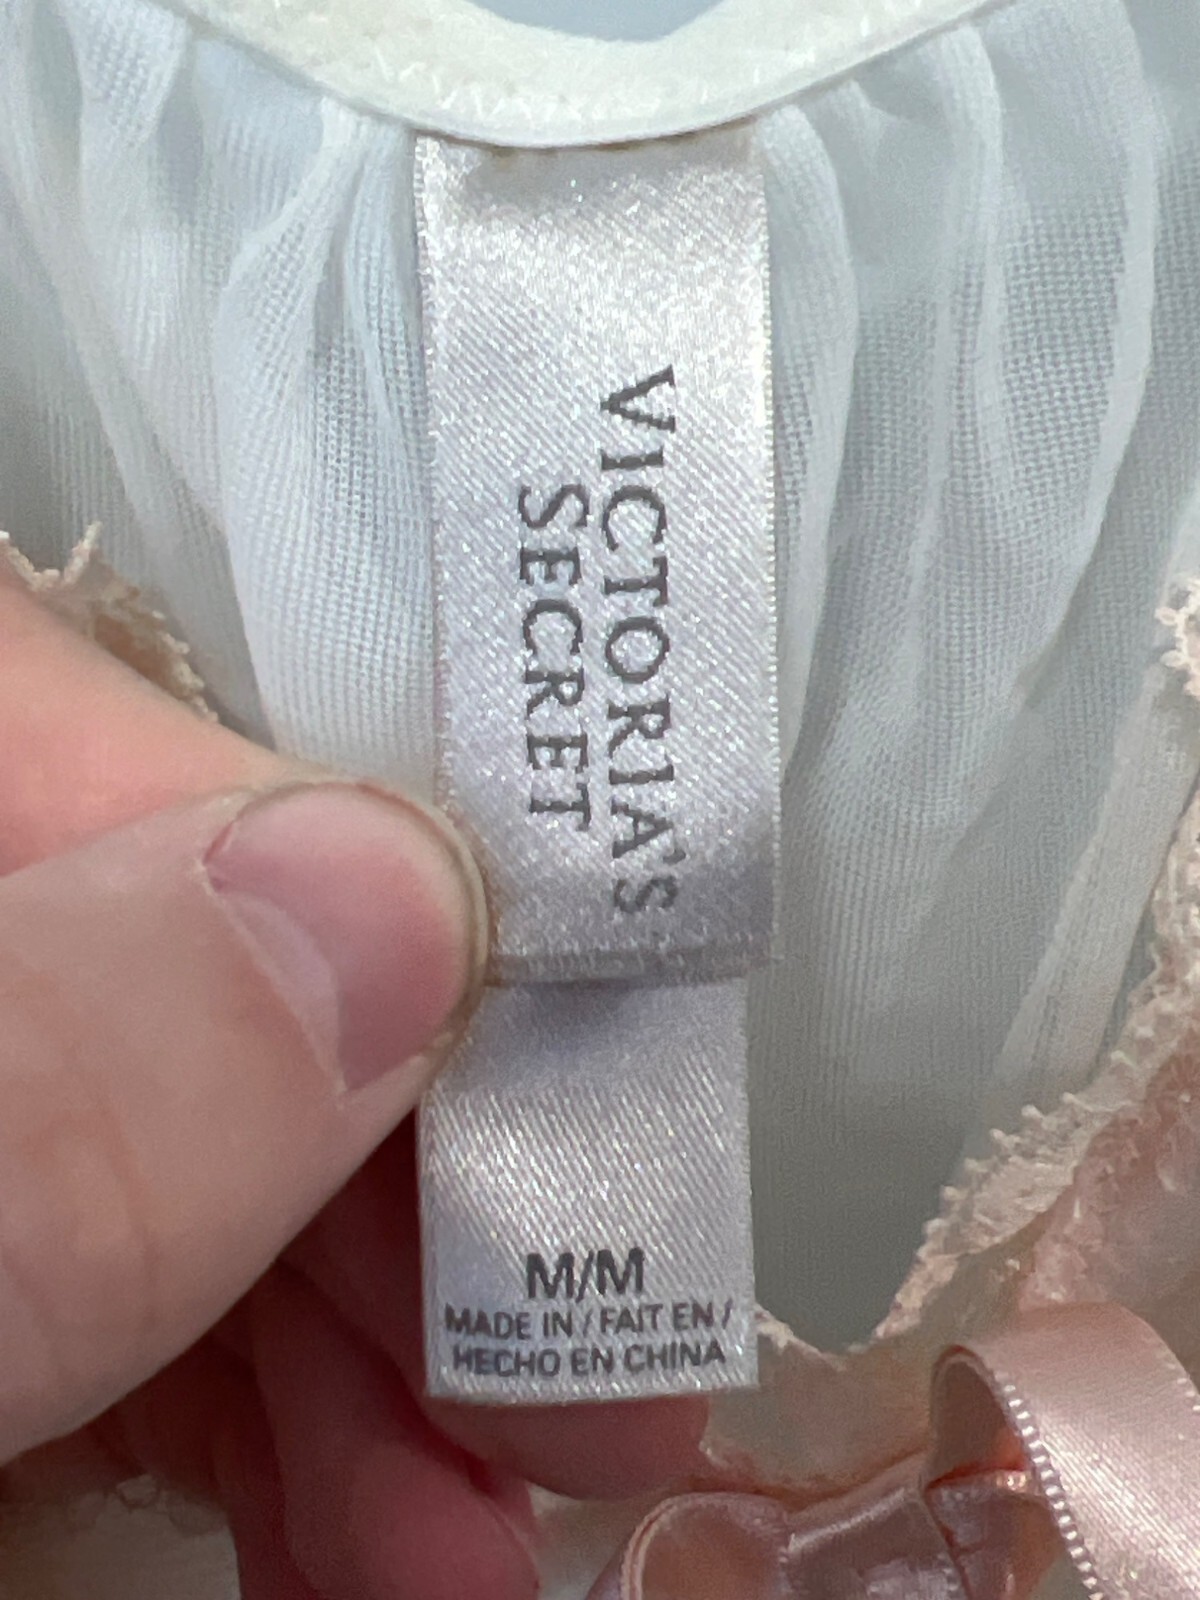 VICTORIA'S
SECRET
M/M
MADE IN / FAIT EN /
HECHO EN CHINA